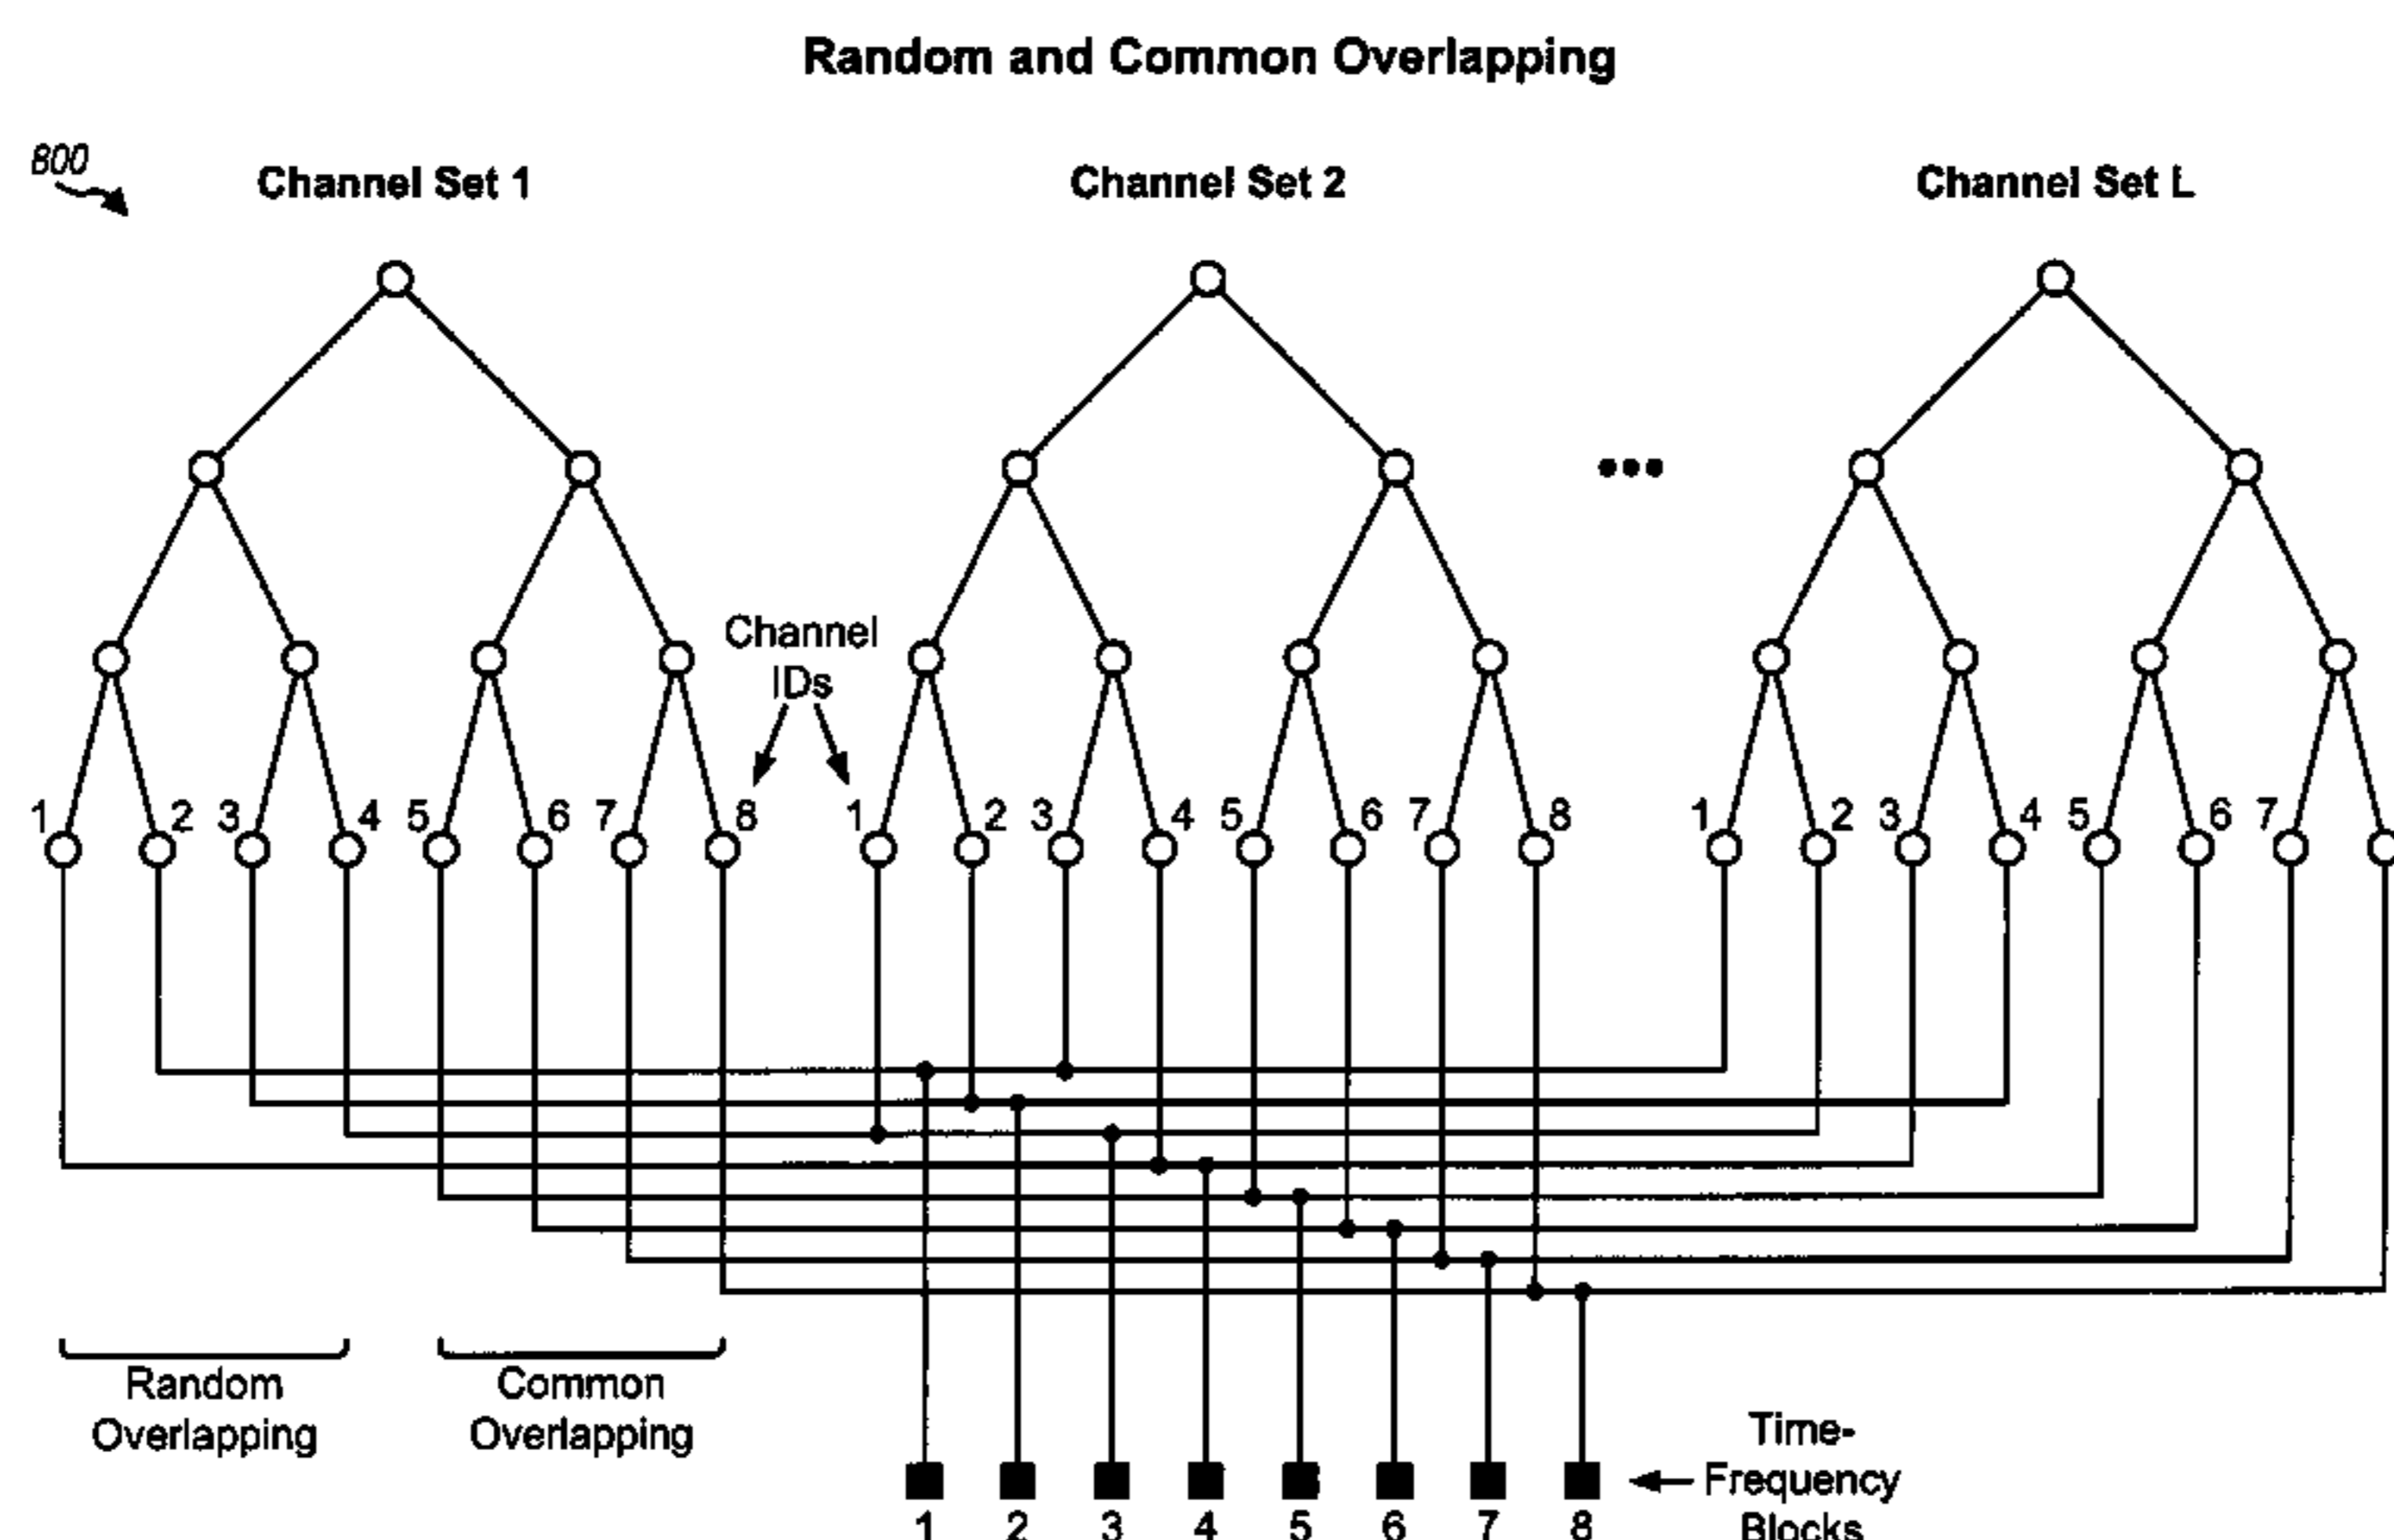 Random and Common Overlapping
800
Channel Set 1 Channel Set 2 Channel Set L
Channel
IDs
1 2 3 4 5 6 7 8 1 2 3 4 5 6 7 8 1 2 3 4 5 6 7
Random
Overlapping
Common
Overlapping
Time-
Frequency
Blocks
1 2 3 4 5 6 7 8